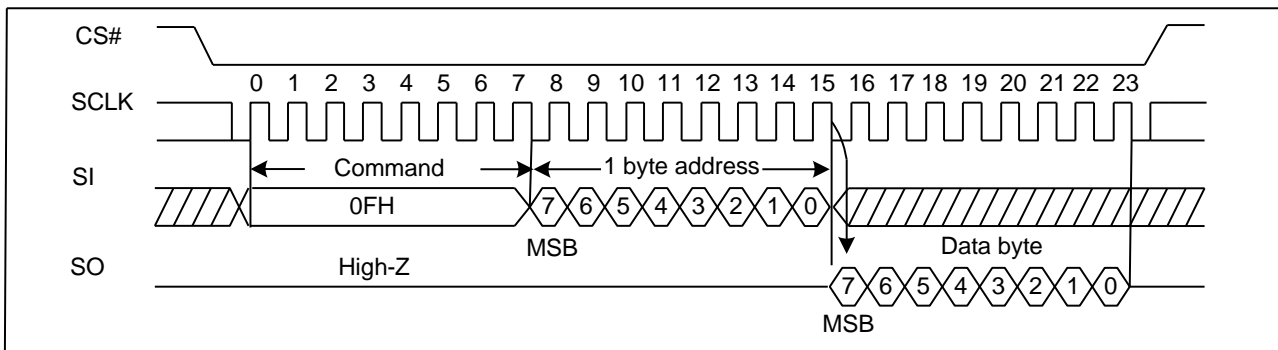 CS#
0 1 2 3 4 5 6 7 8 9 10 11 12 13 14 15 16 17 18 19 20 21 22 23
SCLK
Command 1 byte address
SI
0FH 7 6 5 4 3 2 1 0
MSB Data byte
SO High-Z
7 6 5 4 3 2 1 0
MSB